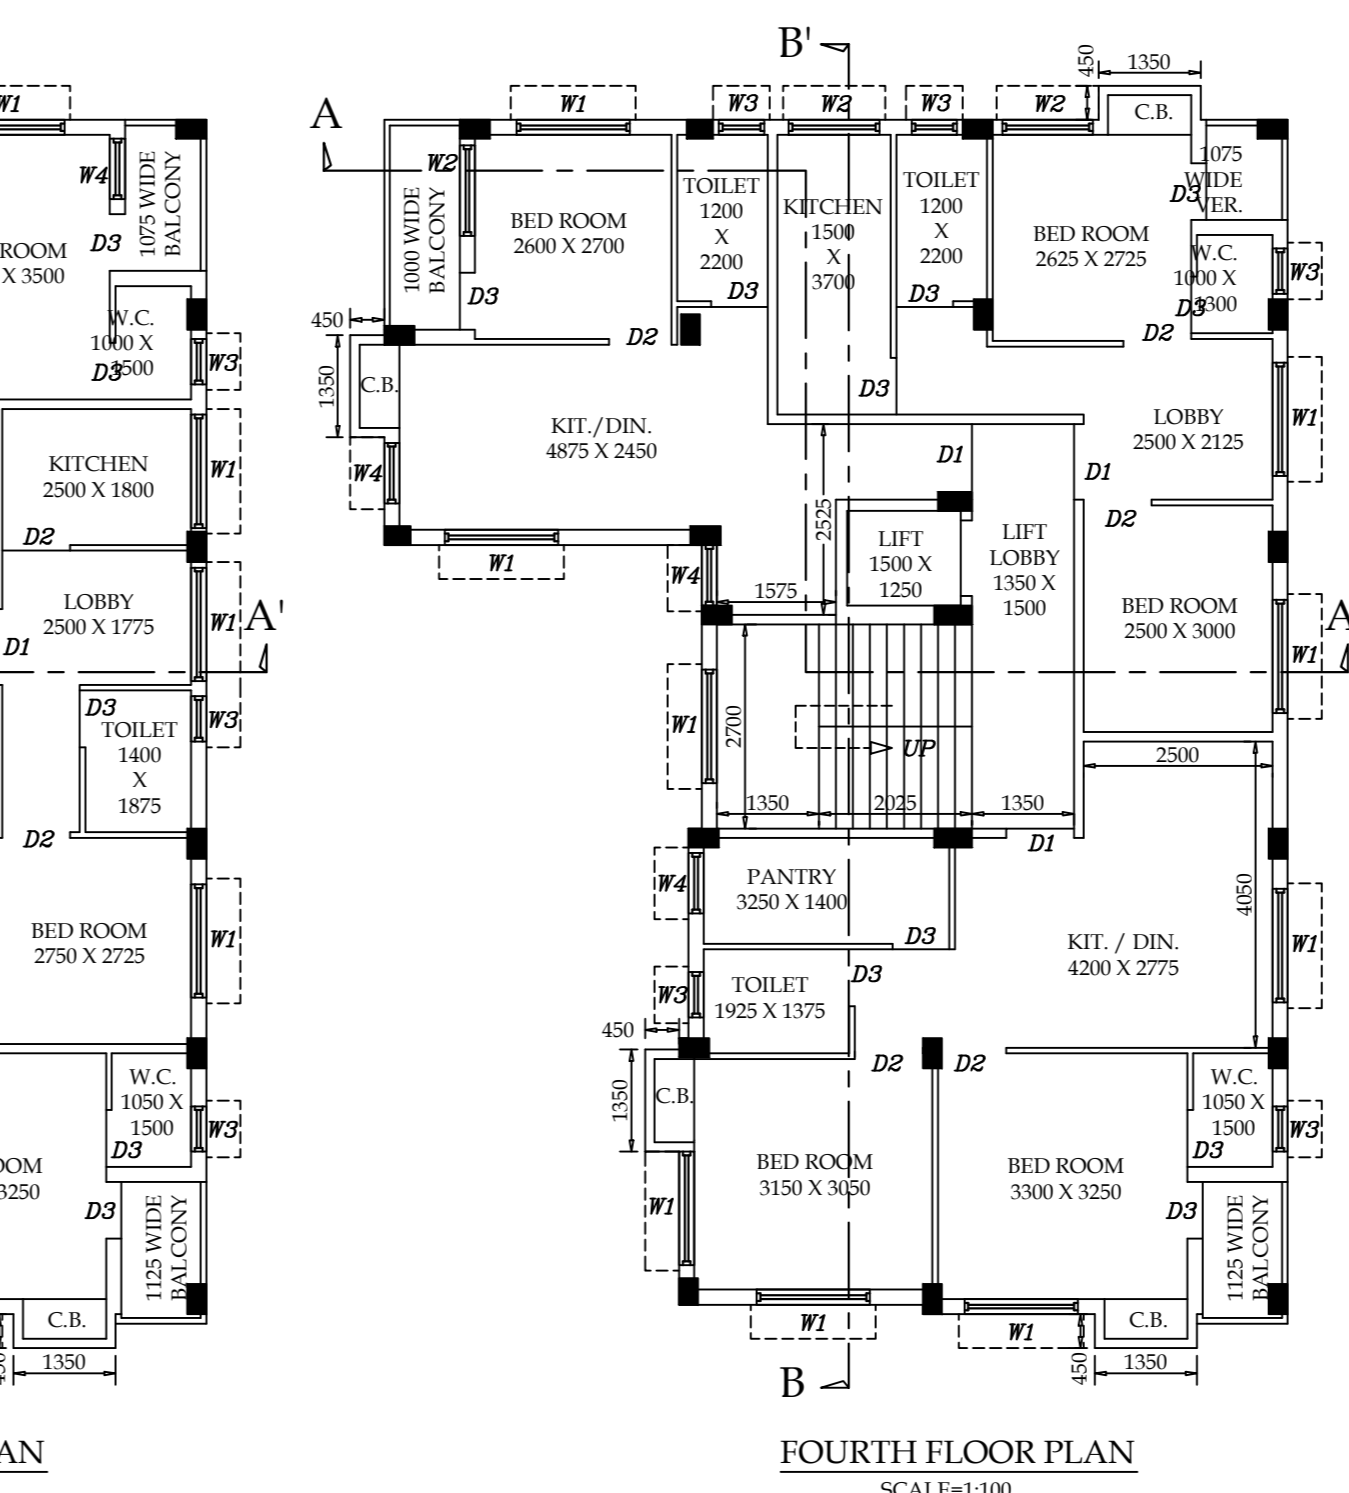 W1
W4
1075 WIDE
BALCONY
D3
ROOM
X 3500
W.C.
1000 X
1500
D3
W3
KITCHEN
2500 X 1800
W1
D2
LOBBY
2500 X 1775
W1
A'
D1
D3
W3
TOILET
1400
X
1875
D2
BED ROOM
2750 X 2725
W1
W.C.
1050 X
1500
D3
W3
3250
D3
1125 WIDE
BALCONY
C.B.
1350
B'
450
1350
A
W1
W3
W2
W3
W2
C.B.
W2
1000 WIDE
BALCONY
BED ROOM
2600 X 2700
TOILET
1200
X
2200
KITCHEN
1500
X
3700
TOILET
1200
X
2200
BED ROOM
2625 X 2725
1075
WIDE
VER.
D3
W.C.
1000 X
1300
D3
W3
D3
D3
D3
D2
D2
450
1350
C.B.
D3
KIT./DIN.
4875 X 2450
LOBBY
2500 X 2125
W1
W4
D1
D1
D2
2525
W1
W4
LIFT
1500 X
1250
LIFT
LOBBY
1350 X
1500
1575
BED ROOM
2500 X 3000
A
W1
W1
2700
UP
2500
1350
2025
1350
D1
W4
PANTRY
3250 X 1400
4050
D3
KIT. / DIN.
4200 X 2775
W1
D3
W3
TOILET
1925 X 1375
450
D2
D2
1350
C.B.
W.C.
1050 X
1500
D3
W3
BED ROOM
3150 X 3050
BED ROOM
3300 X 3250
W1
D3
1125 WIDE
BALCONY
W1
W1
C.B.
450
1350
B
FOURTH FLOOR PLAN
SCALE=1:100